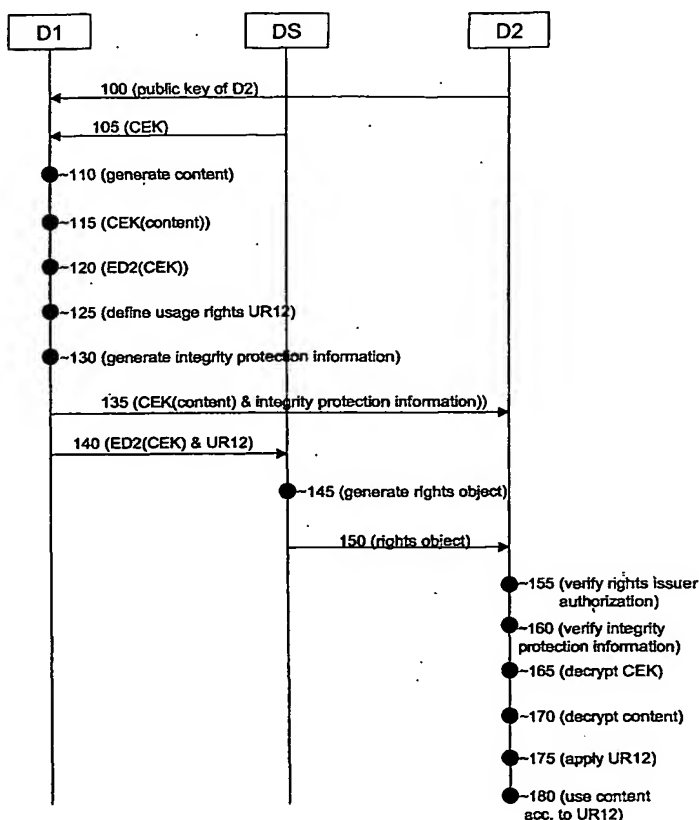 D1 DS D2
100 (public key of D2)
105 (CEK)
~110 (generate content)
~115 (CEK(content))
~120 (ED2(CEK))
~125 (define usage rights UR12)
~130 (generate integrity protection information)
135 (CEK(content) & integrity protection information))
140 (ED2(CEK) & UR12)
~145 (generate rights object)
150 (rights object)
~155 (verify rights issuer
authorization)
~160 (verify integrity
protection information)
~165 (decrypt CEK)
~170 (decrypt content)
~175 (apply UR12)
~180 (use content
acc. to UR12)